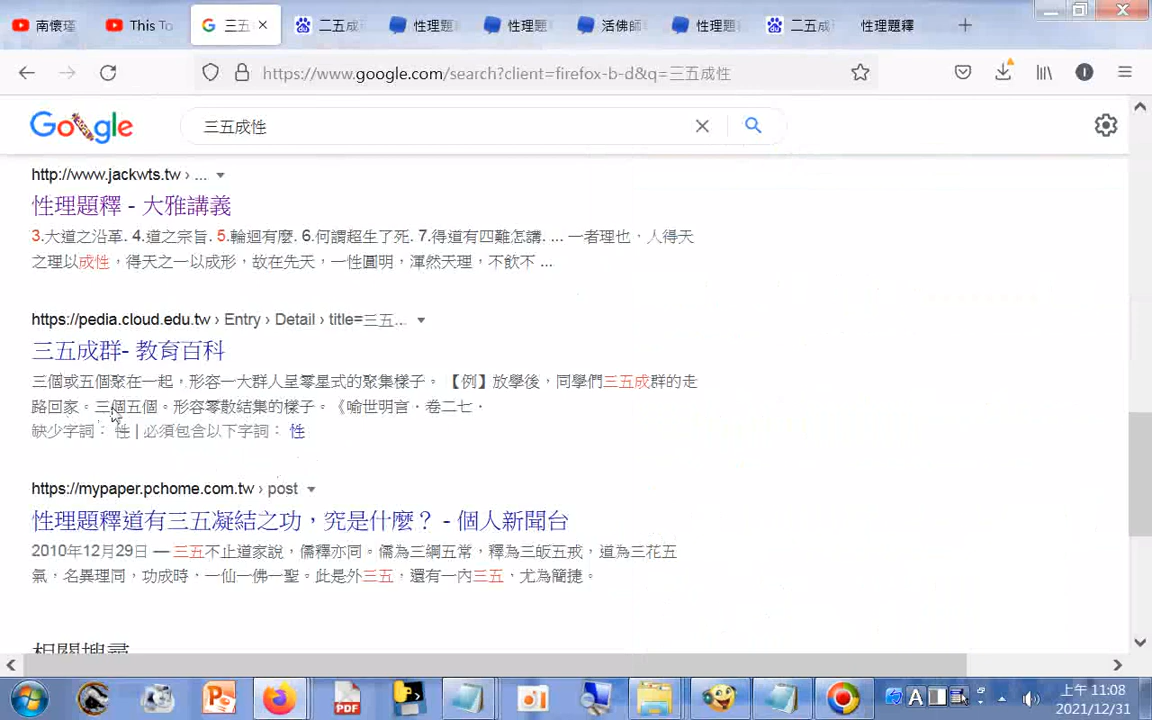 南懷瑾
This To
三五
二五成
性理題
性理題
活佛師
性理題
二五成
性理題釋
https://www.google.com/search?client=firefox-b-d&q=三五成性
Google
三五成性
http://www.jackwts.tw › ...
性理題釋 - 大雅講義
3.大道之沿革. 4.道之宗旨. 5.輪迴有麼. 6.何謂超生了死. 7.得道有四難怎講. ... 一者理也，人得天
之理以成性，得天之一以成形，故在先天，一性圓明，渾然天理，不飲不 ...
https://pedia.cloud.edu.tw › Entry › Detail › title=三五...
三五成群- 教育百科
三個或五個聚在一起，形容一大群人呈零星式的聚集樣子。【例】放學後，同學們三五成群的走
路回家。三個五個。形容零散結集的樣子。《喻世明言．卷二七．
缺少字詞： 性 | 必須包含以下字詞： 性
https://mypaper.pchome.com.tw › post
性理題釋道有三五凝結之功，究是什麼？ - 個人新聞台
2010年12月29日 — 三五不止道家說，儒釋亦同。儒為三綱五常，釋為三皈五戒，道為三花五
氣，名異理同，功成時，一仙一佛一聖。此是外三五，還有一內三五，尤為簡捷。
相關搜尋
PDF
A
上午 11:08
2021/12/31